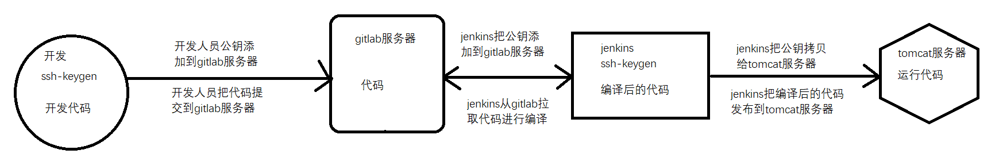 开发
ssh-keygen
开发代码
开发人员公钥添
加到gitlab服务器
开发人员把代码提
交到gitlab服务器
gitlab服务器
代码
jenkins把公钥添
加到gitlab服务器
jenkins从gitlab拉
取代码进行编译
jenkins
ssh-keygen
编译后的代码
jenkins把公钥拷贝
给tomcat服务器
jenkins把编译后的代码
发布到tomcat服务器
tomcat服务器
运行代码